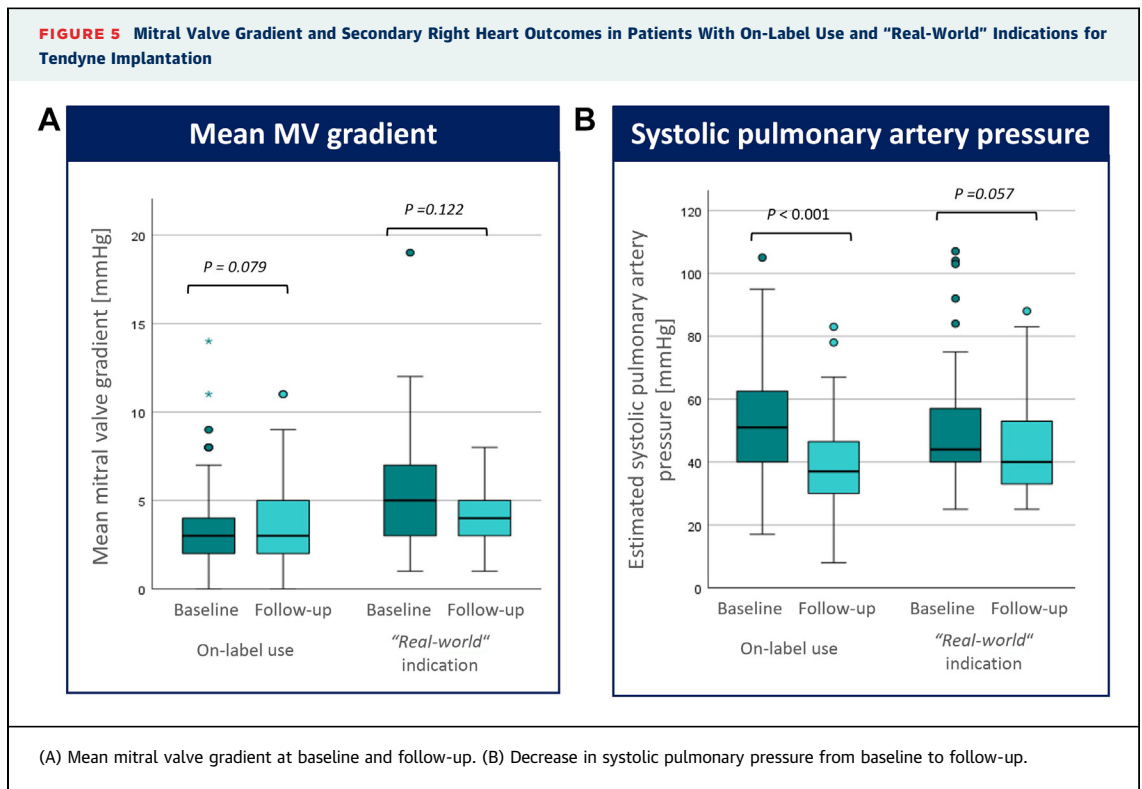 FIGURE 5 Mitral Valve Gradient and Secondary Right Heart Outcomes in Patients With On-Label Use and “Real-World” Indications for
Tendyne Implantation
A
Mean MV gradient
Mean mitral valve gradient [mmHg]
20
15
10
5
0
P = 0.079
P =0.122
Baseline Follow-up Baseline Follow-up
On-label use
“Real-world“
indication
B
Systolic pulmonary artery pressure
Estimated systolic pulmonary artery
pressure [mmHg]
120
100
80
60
40
20
0
P < 0.001
P =0.057
Baseline Follow-up Baseline Follow-up
On-label use
“Real-world“
indication
(A) Mean mitral valve gradient at baseline and follow-up. (B) Decrease in systolic pulmonary pressure from baseline to follow-up.